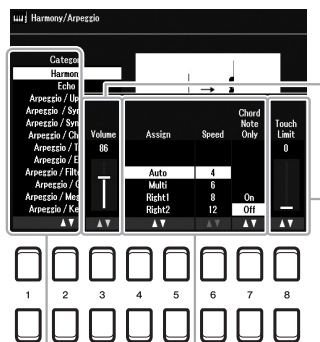 Harmony/Arpeggio
Categor
Harmon
Echo
Arpeggio / Up
Arpeggio / Syn
Arpeggio / Syn
Arpeggio / Ch
Arpeggio / T
Arpeggio / E
Arpeggio / Filte
Arpeggio /
Arpeggio / Meg
Arpeggio / Ke
Volume
86
Assign
Auto
Multi
Right1
Right2
Speed
4
6
8
12
Chord
Note
Only
On
Off
Touch
Limit
0
1 2 3 4 5 6 7 8